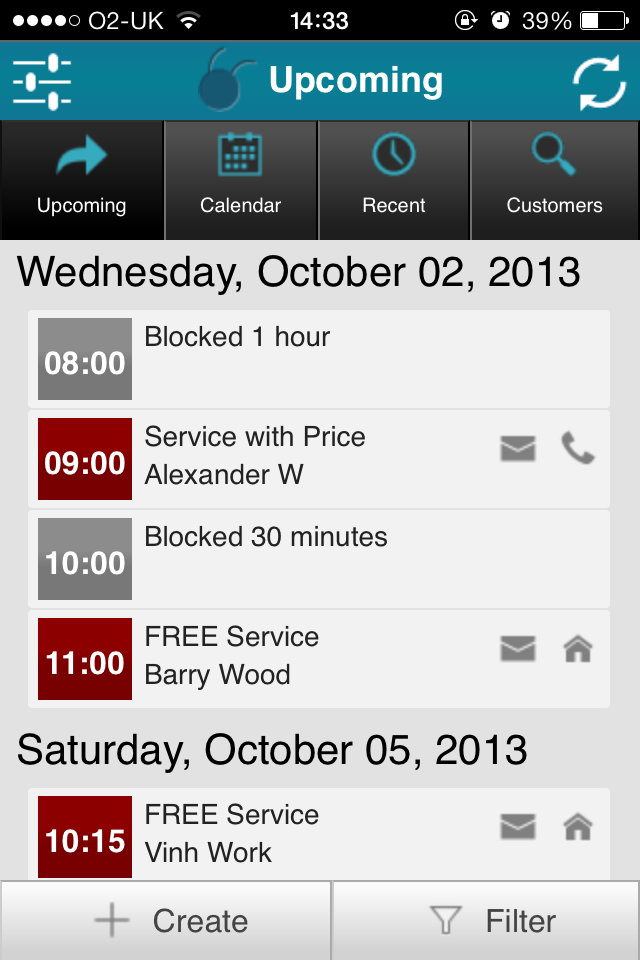 O2-UK 14:33 39%
Upcoming
Upcoming Calendar Recent Customers
Wednesday, October 02, 2013
08:00 Blocked 1 hour
09:00 Service with Price
Alexander W
10:00 Blocked 30 minutes
11:00 FREE Service
Barry Wood
Saturday, October 05, 2013
10:15 FREE Service
Vinh Work
Create Filter